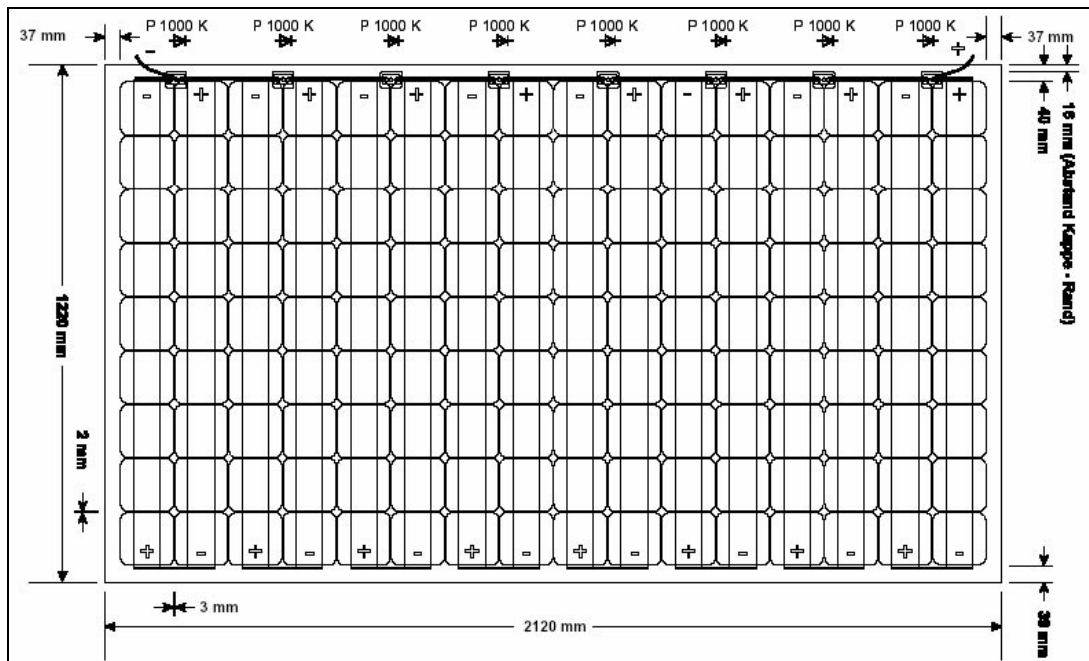 P 1000 K P 1000 K P 1000 K P 1000 K P 1000 K P 1000 K P 1000 K P 1000 K
37 mm
37 mm
- +
- + - + - + - + - + - + - + - +
16 mm (Abstand Kappe - Rand)
40 mm
1220 mm
2 mm
+ - + - + - + - + - + - + - + -
3 mm
2120 mm
38 mm